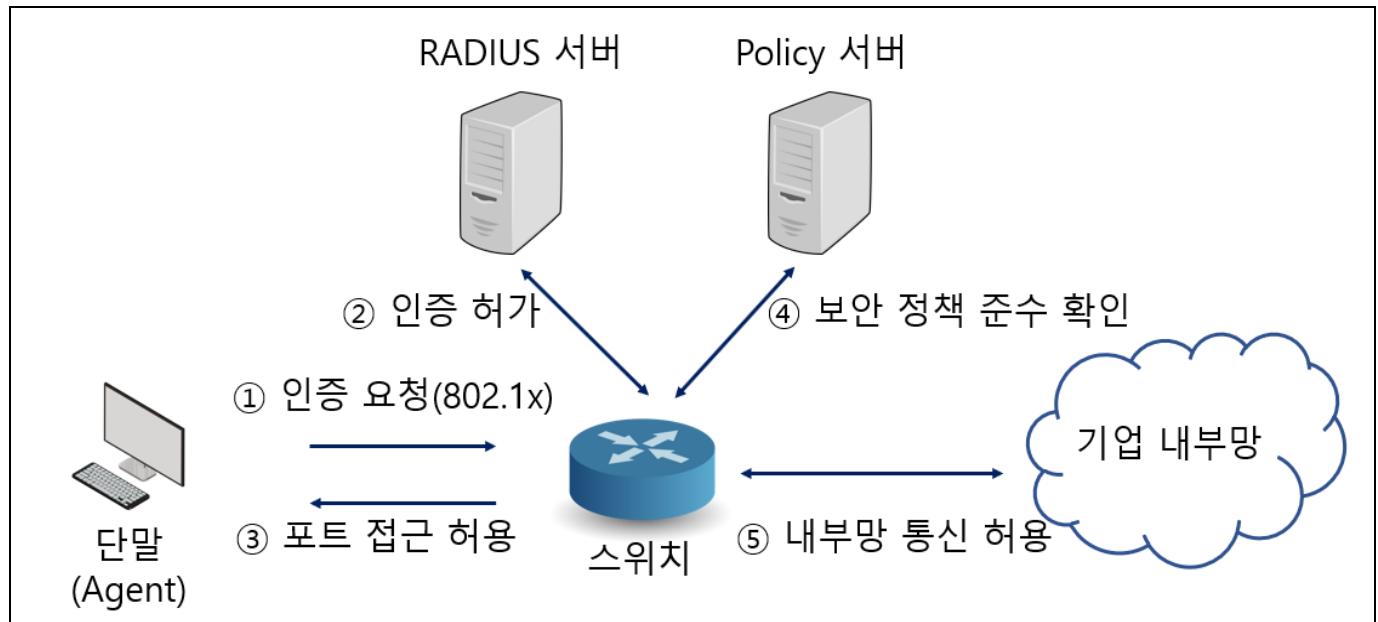 RADIUS 서버
Policy 서버
② 인증 허가
④ 보안 정책 준수 확인
① 인증 요청(802.1x)
기업 내부망
③ 포트 접근 허용
⑤ 내부망 통신 허용
단말
(Agent)
스위치